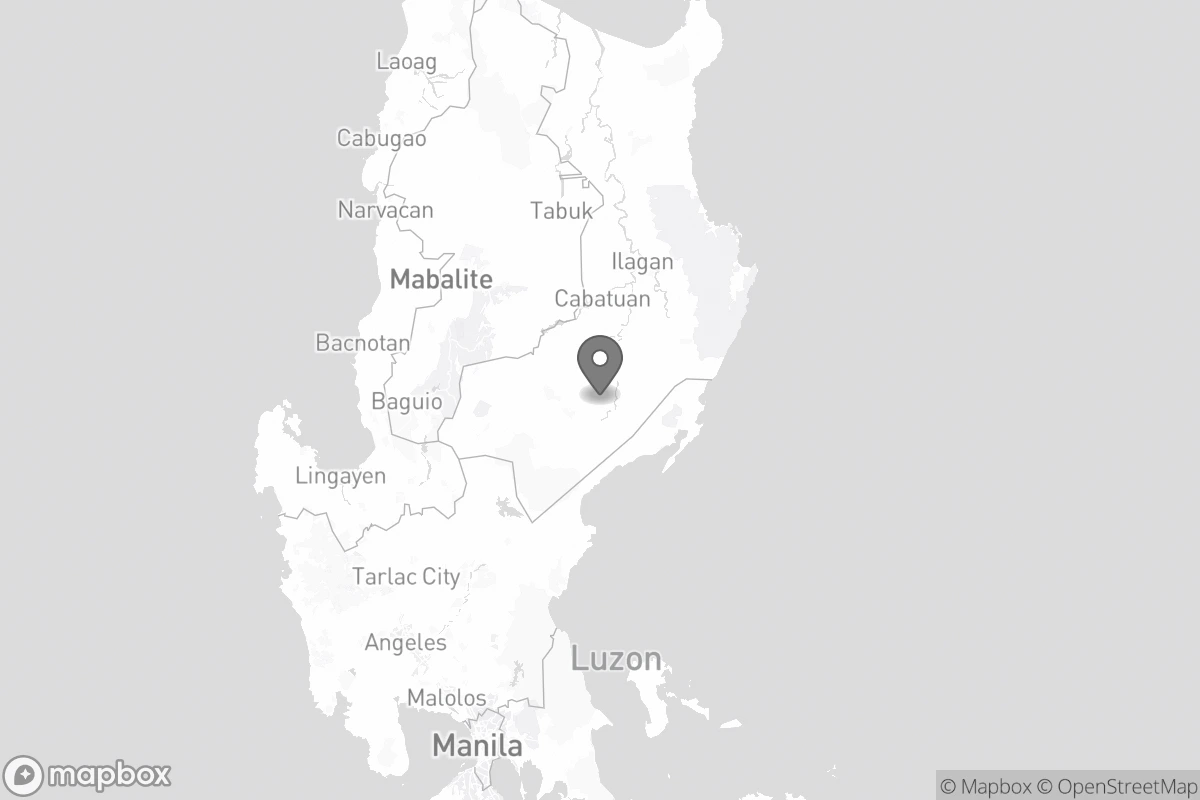 Laoag
Cabugao
Narvacan
Tabuk
Ilagan
Mabalite
Cabatuan
Bacnotan
Baguio
Lingayen
Tarlac City
Angeles
Luzon
Malolos
Manila
mapbox
© Mapbox © OpenStreetMap